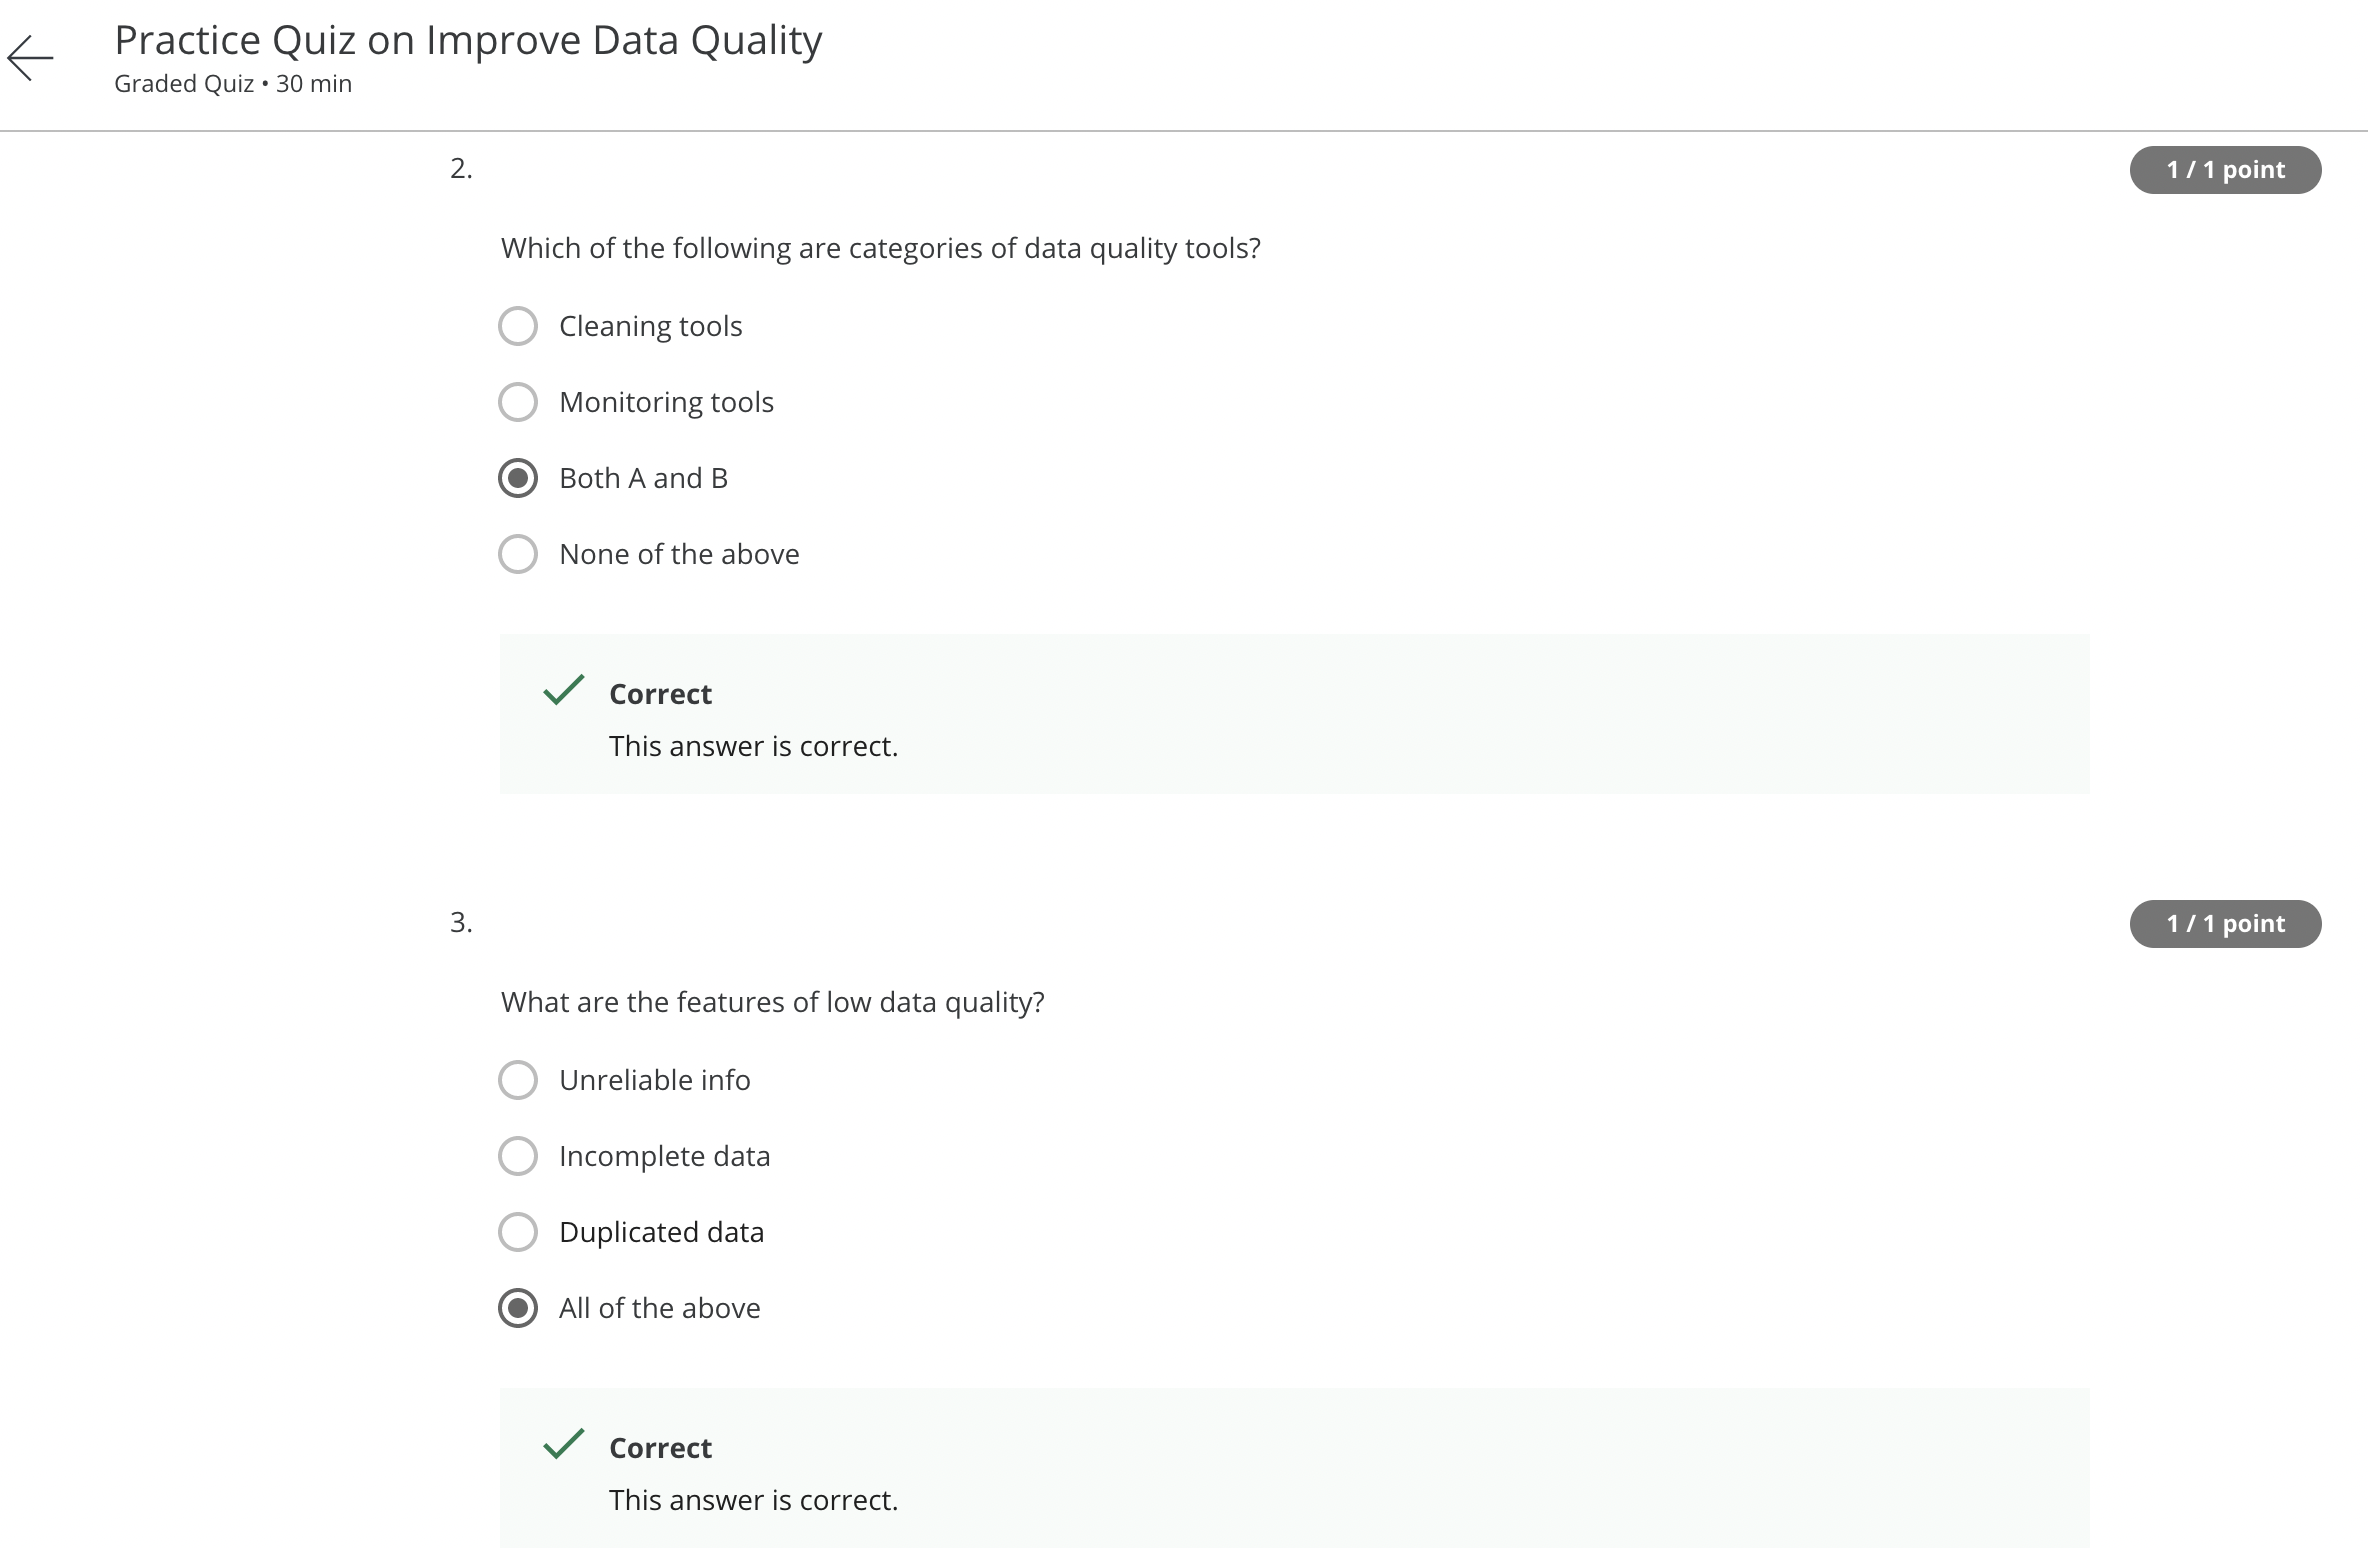 Practice Quiz on Improve Data Quality
Graded Quiz • 30 min
2.
1 / 1 point
Which of the following are categories of data quality tools?
Cleaning tools
Monitoring tools
Both A and B
None of the above
Correct
This answer is correct.
3.
1 / 1 point
What are the features of low data quality?
Unreliable info
Incomplete data
Duplicated data
All of the above
Correct
This answer is correct.